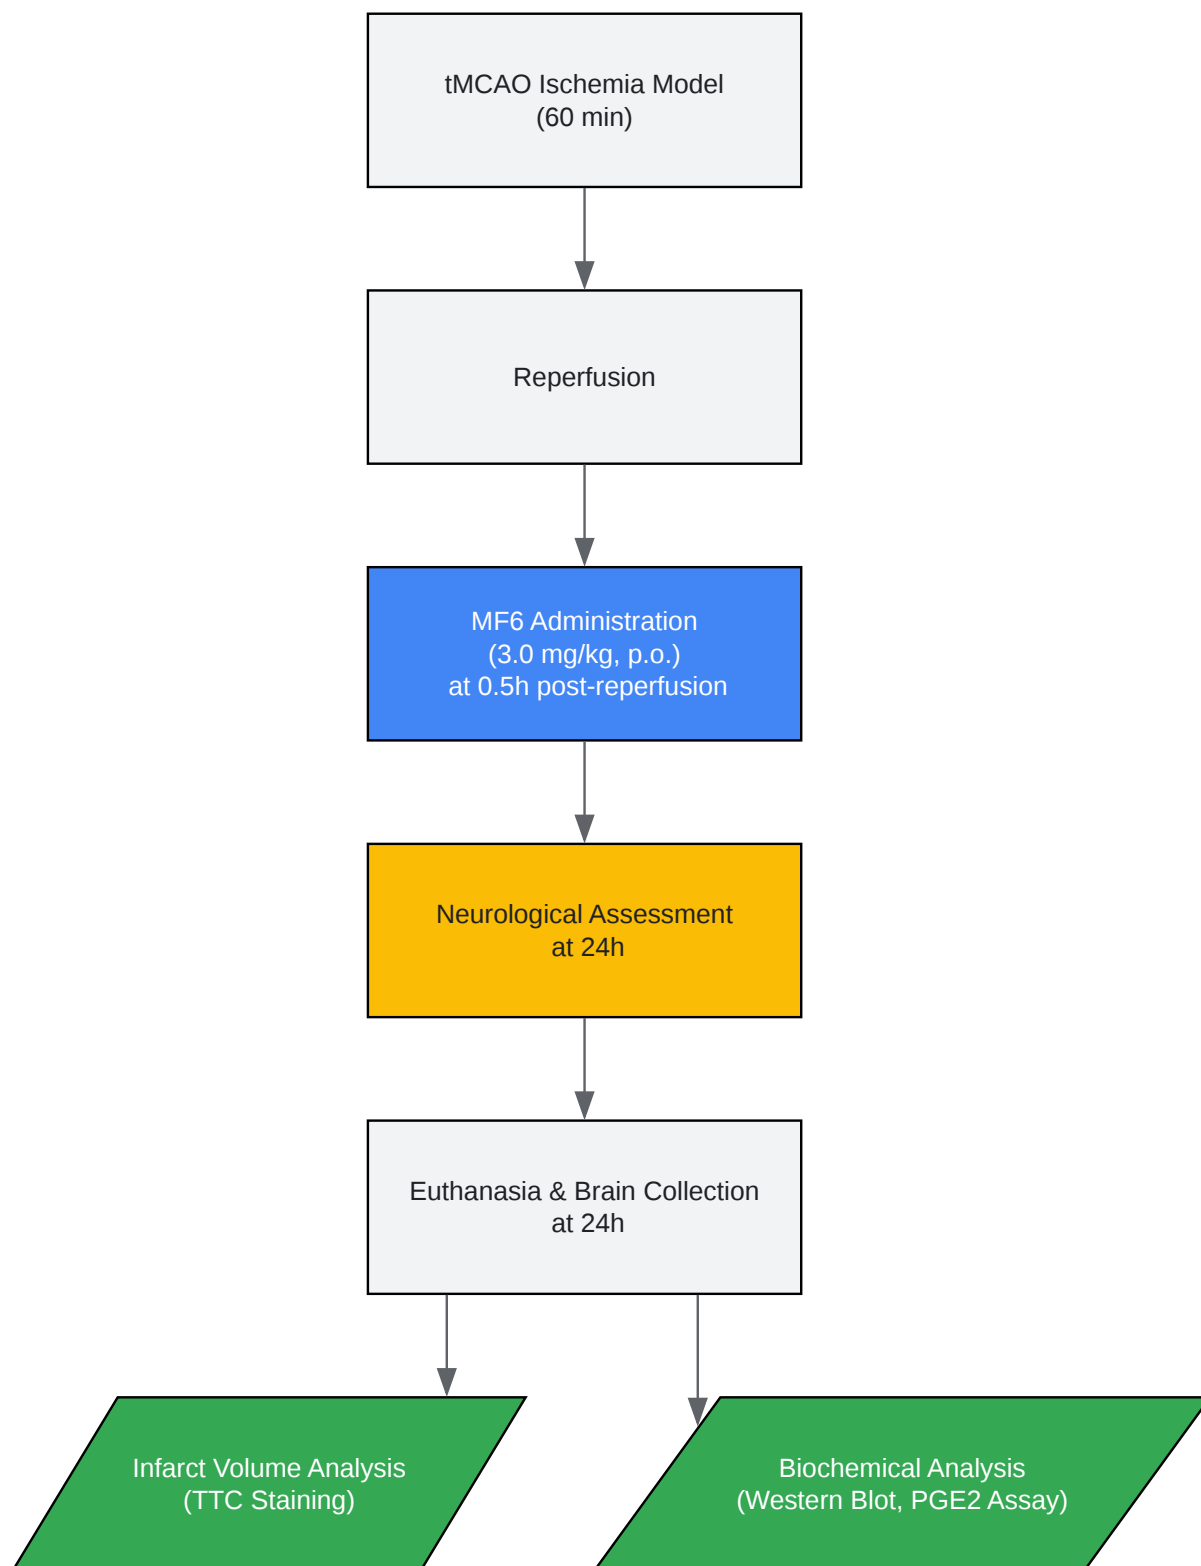 tMCAO Ischemia Model
(60 min)
Reperfusion
MF6 Administration
(3.0 mg/kg, p.o.)
at 0.5h post-reperfusion
Neurological Assessment
at 24h
Euthanasia & Brain Collection
at 24h
Infarct Volume Analysis
(TTC Staining)
Biochemical Analysis
(Western Blot, PGE2 Assay)